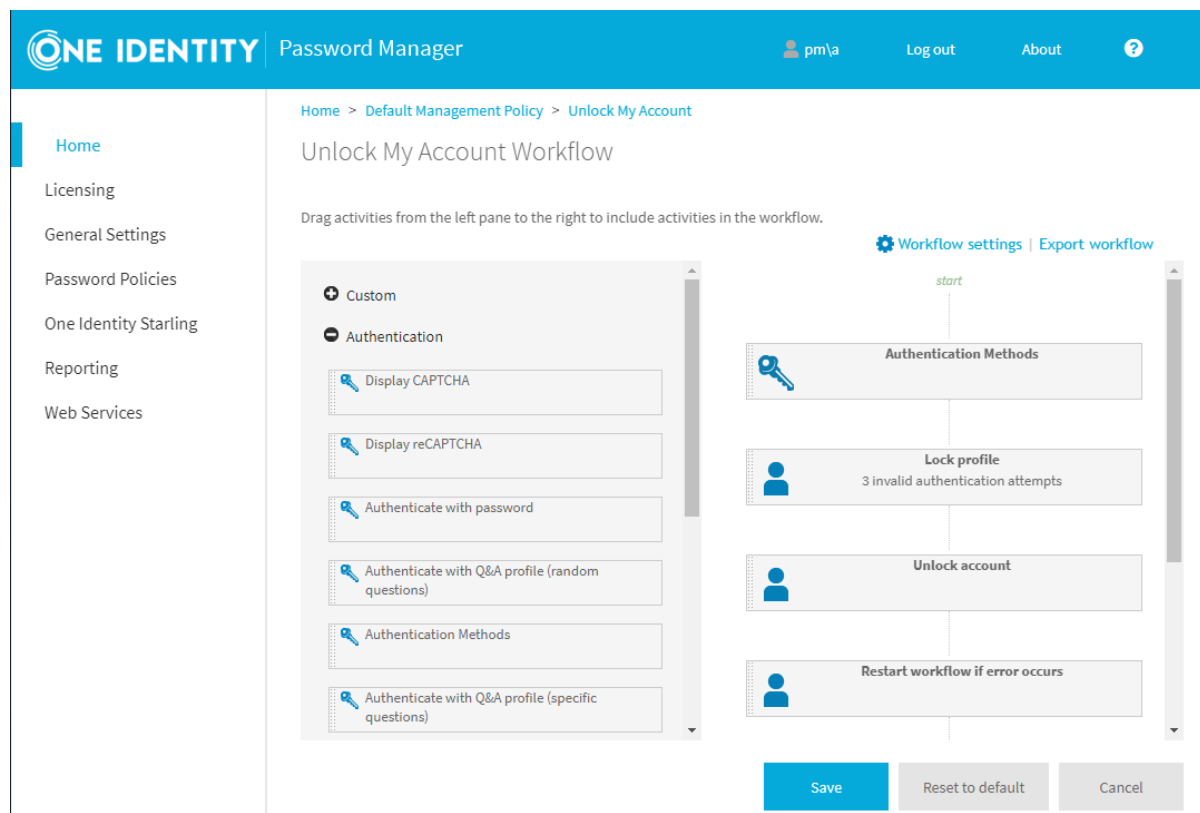 ONE IDENTITY Password Manager pm\a Log out About ?
Home > Default Management Policy > Unlock My Account
Unlock My Account Workflow
Home
Licensing
General Settings
Password Policies
One Identity Starling
Reporting
Web Services
Drag activities from the left pane to the right to include activities in the workflow.
Workflow settings | Export workflow
Custom
Authentication
Display CAPTCHA
Display reCAPTCHA
Authenticate with password
Authenticate with Q&A profile (random
questions)
Authentication Methods
Authenticate with Q&A profile (specific
questions)
start
Authentication Methods
Lock profile
3 invalid authentication attempts
Unlock account
Restart workflow if error occurs
Save Reset to default Cancel